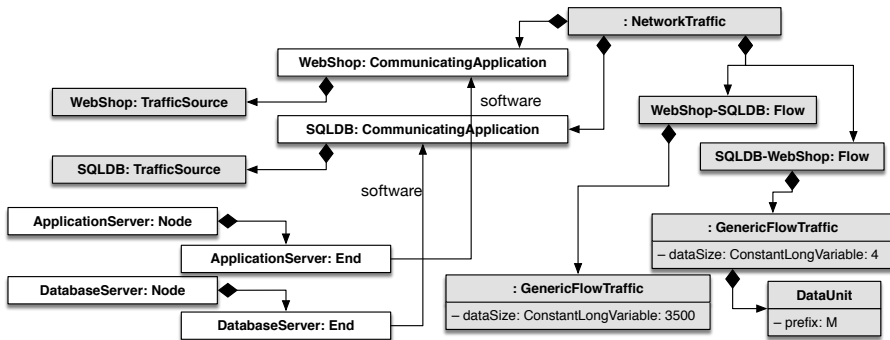 : NetworkTraffic
WebShop: CommunicatingApplication
WebShop: TrafficSource
software
WebShop-SQLDB: Flow
SQLDB: CommunicatingApplication
SQLDB-WebShop: Flow
SQLDB: TrafficSource
software
ApplicationServer: Node
: GenericFlowTraffic
– dataSize: ConstantLongVariable: 4
ApplicationServer: End
DatabaseServer: Node
: GenericFlowTraffic
– dataSize: ConstantLongVariable: 3500
DataUnit
– prefix: M
DatabaseServer: End